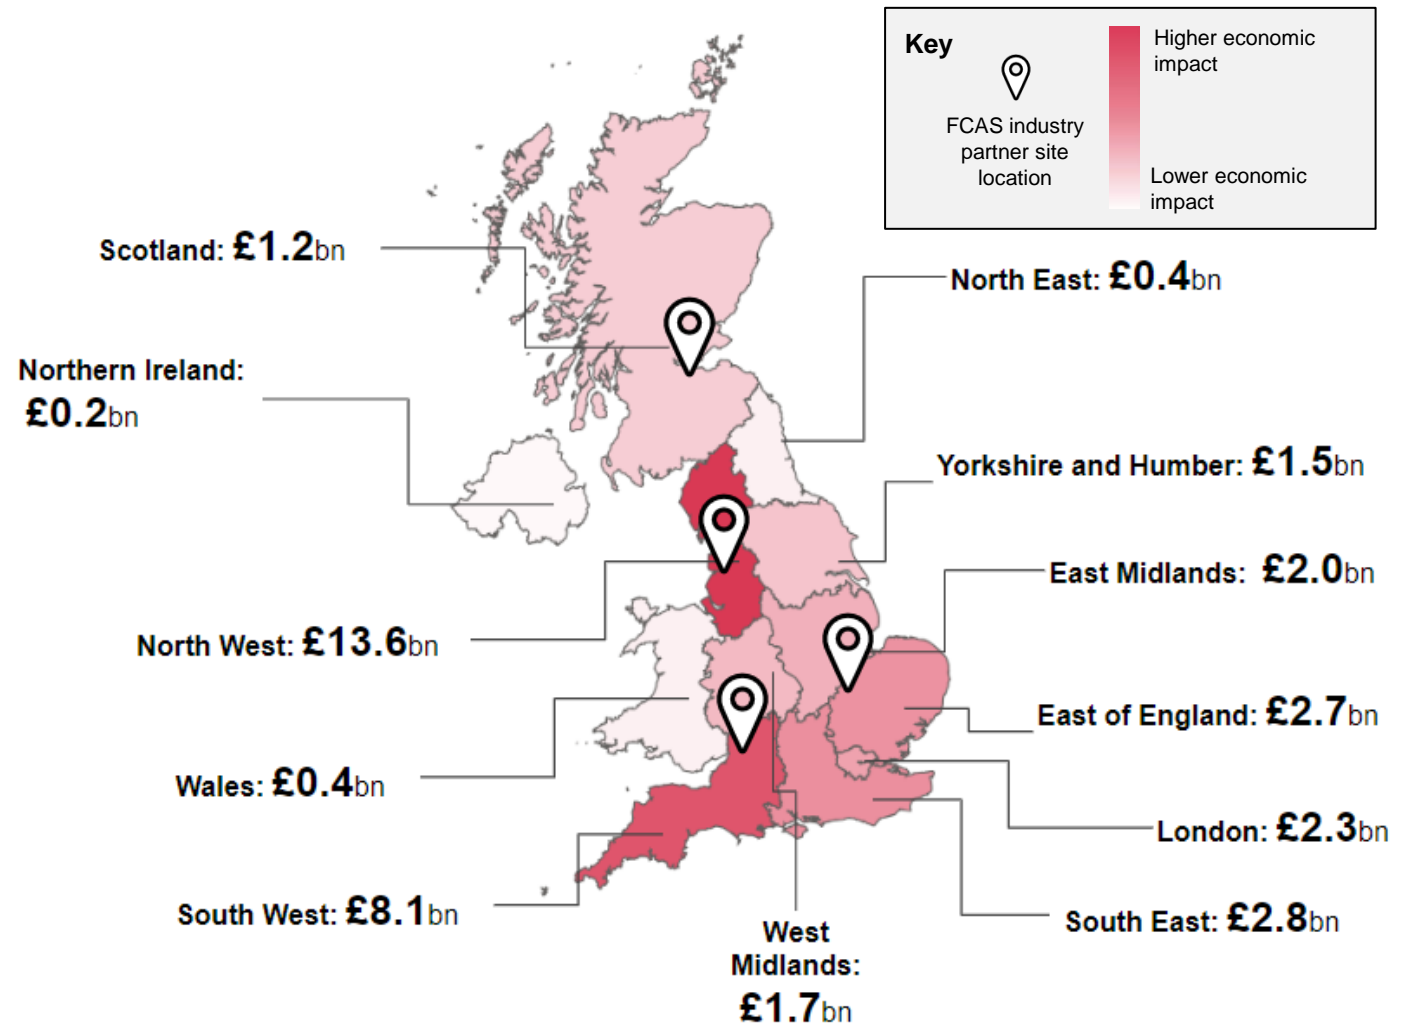 Key
Higher economic
impact
FCAS industry
partner site
location
Lower economic
impact
Scotland: £1.2bn
North East: £0.4bn
Northern Ireland:
£0.2bn
Yorkshire and Humber: £1.5bn
East Midlands: £2.0bn
North West: £13.6bn
East of England: £2.7bn
Wales: £0.4bn
London: £2.3bn
South West: £8.1bn
South East: £2.8bn
West
Midlands:
£1.7bn